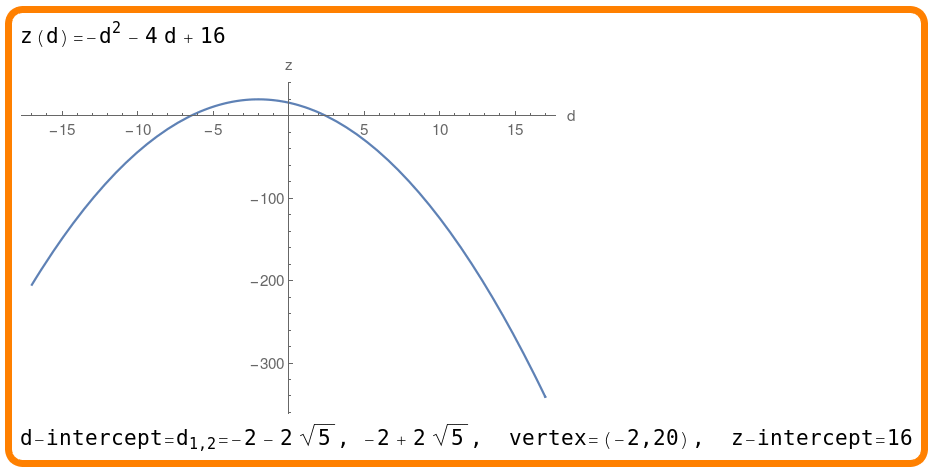 z(d)=-d² - 4 d + 16
z
d
-15 -10 -5 5 10 15
-100
-200
-300
d-intercept=d₁,₂=-2 - 2 √5, -2 + 2 √5, vertex=(-2,20), z-intercept=16